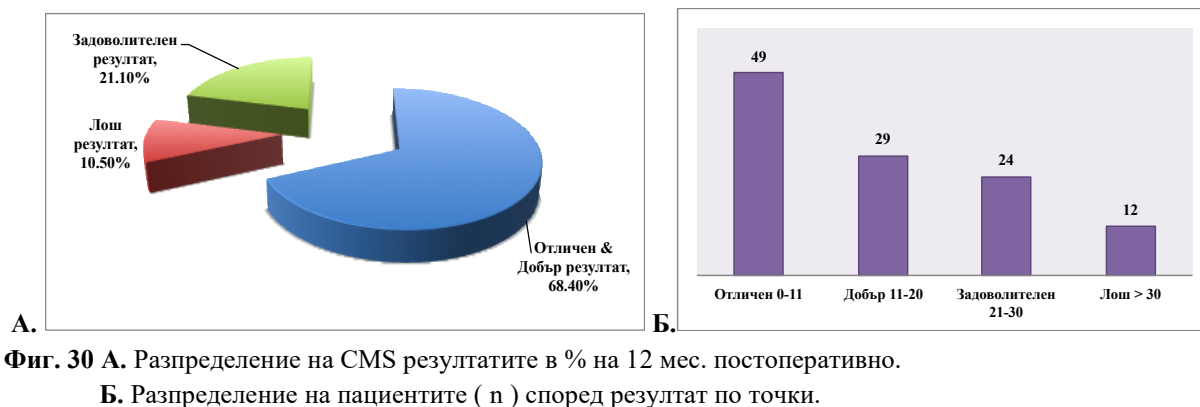 Задоволителен
резултат,
21.10%
Лош
резултат,
10.50%
Отличен &
Добър резултат,
68.40%
А.
49
29
24
12
Отличен 0-11
Добър 11-20
Задоволителен
21-30
Лош > 30
Б.
Фиг. 30 А. Разпределение на CMS резултатите в % на 12 мес. постоперативно.
Б. Разпределение на пациентите ( n ) според резултат по точки.